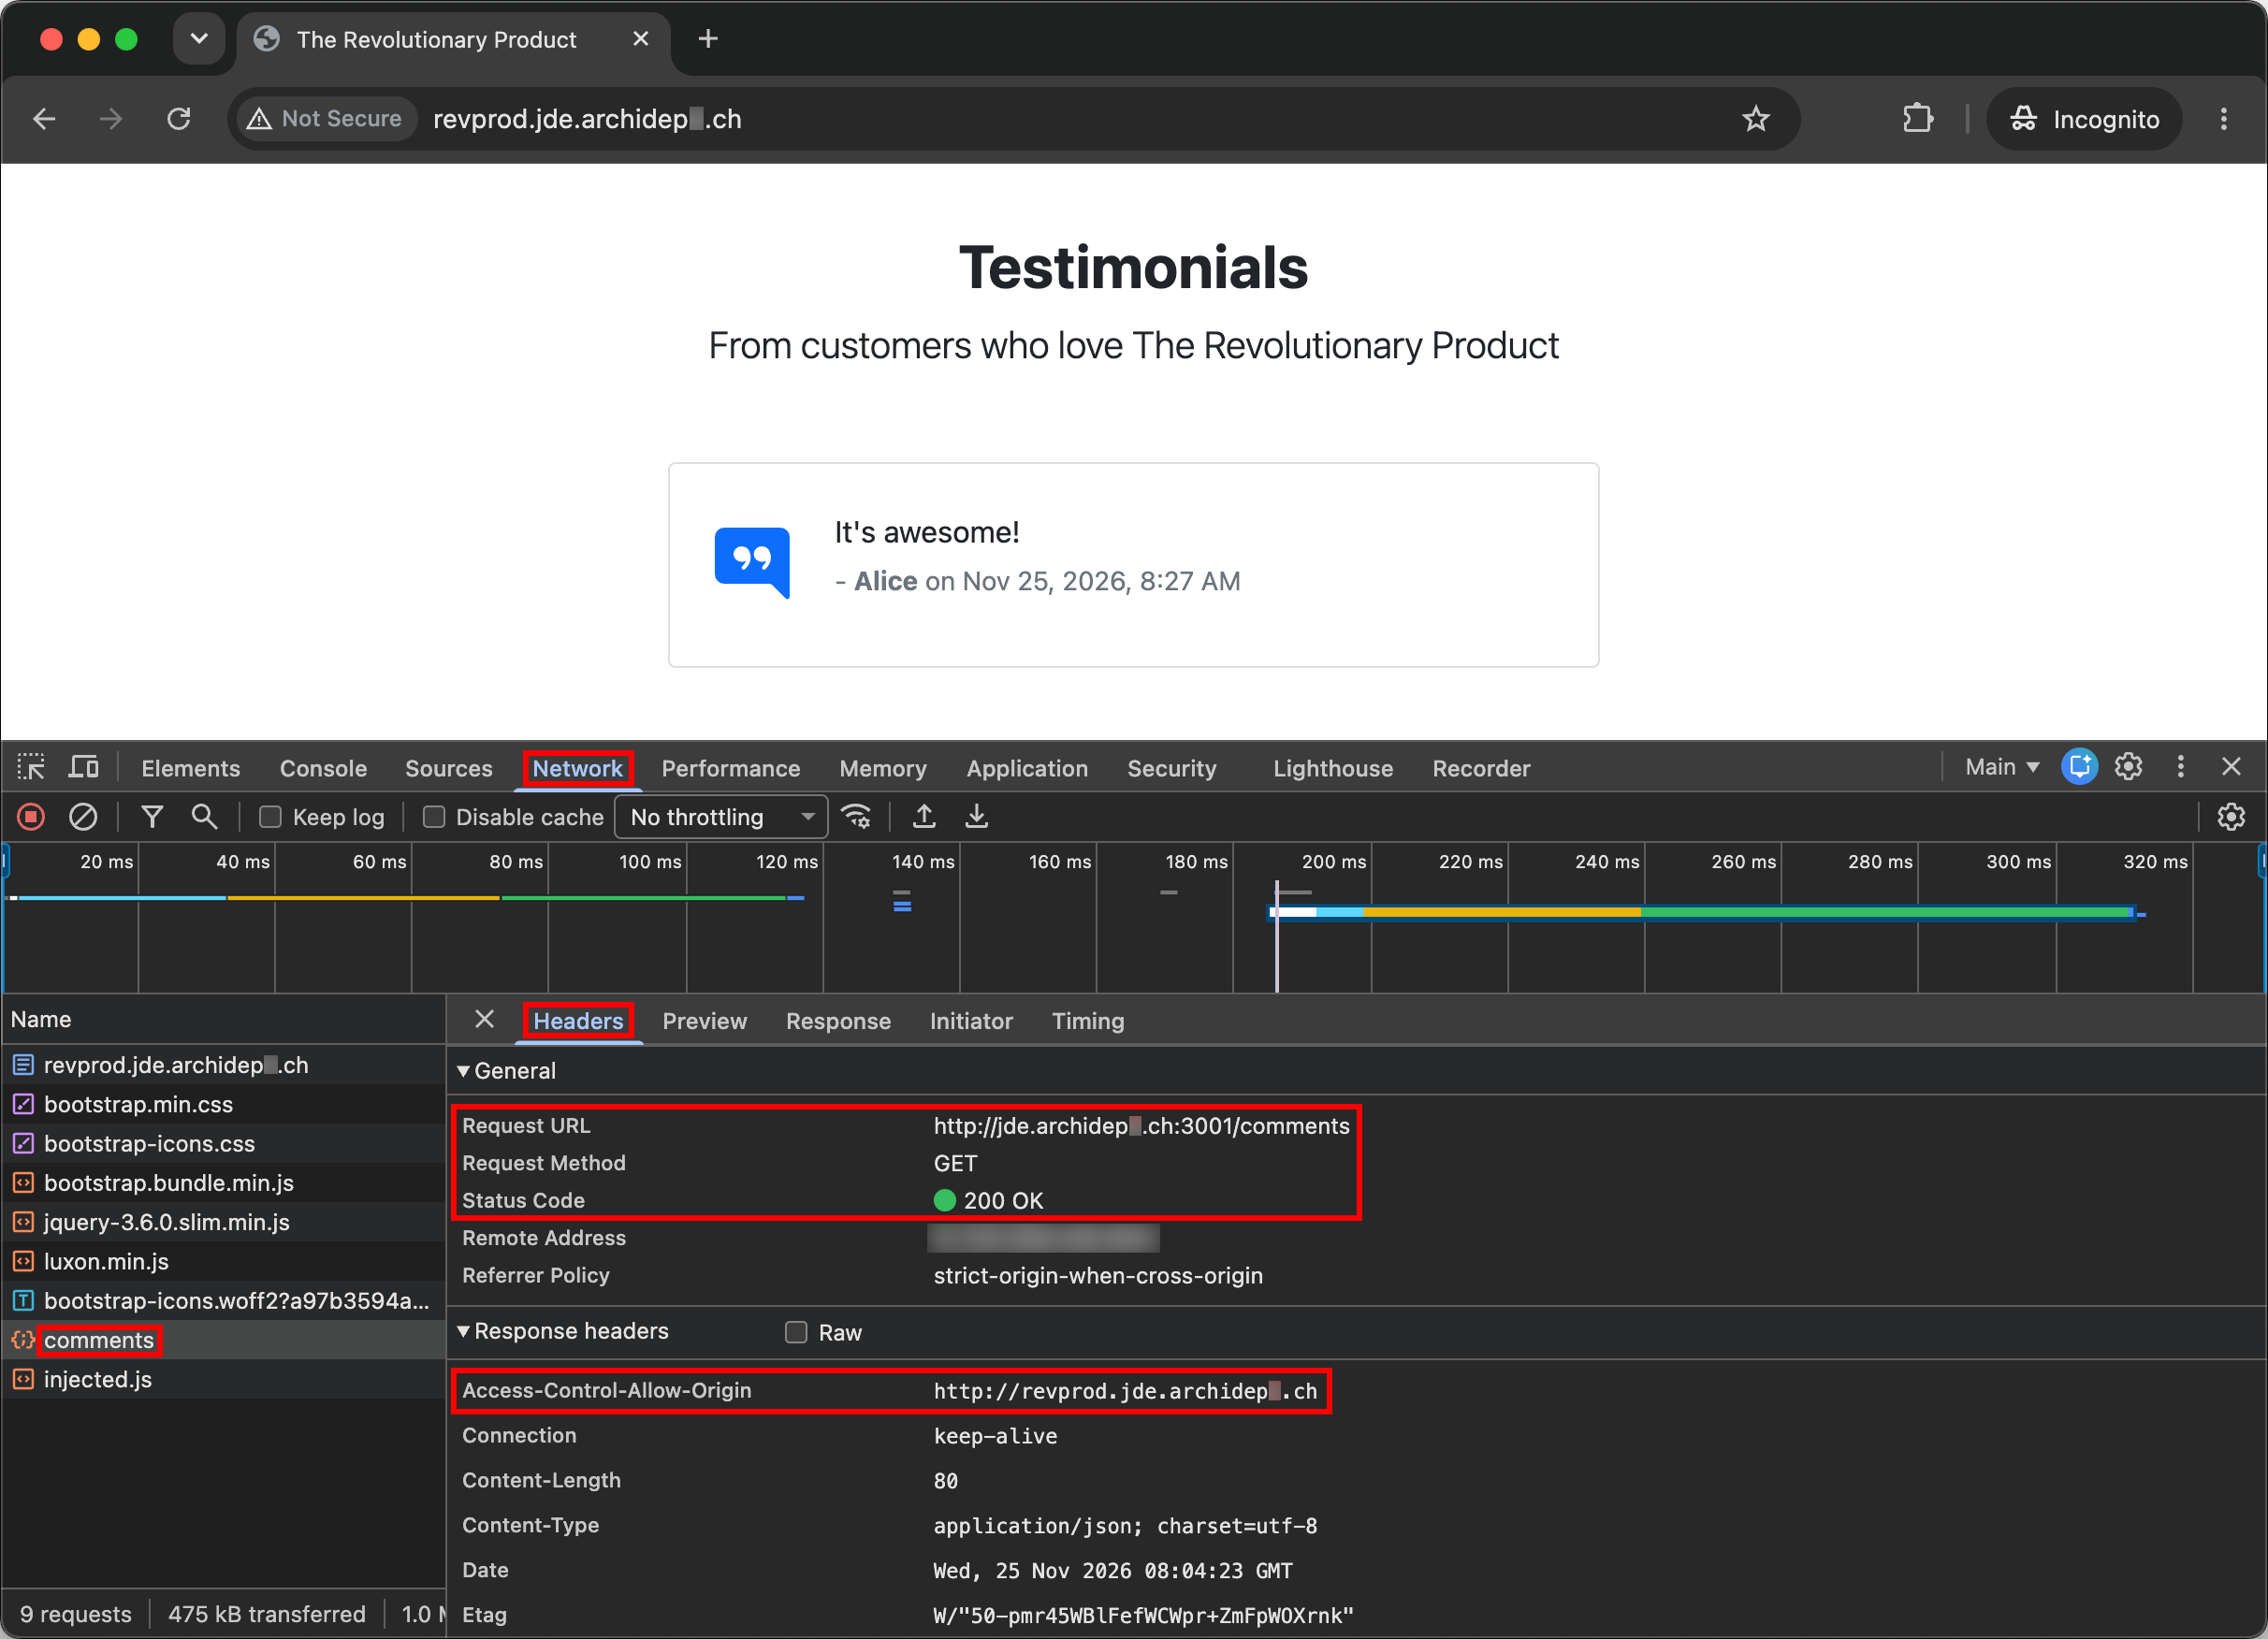 The Revolutionary Product
Not Secure
revprod.jde.archidep .ch
Incognito
Testimonials
From customers who love The Revolutionary Product
It's awesome!
- Alice on Nov 25, 2026, 8:27 AM
Elements Console Sources Network Performance Memory Application Security Lighthouse Recorder Main
Keep log Disable cache No throttling
20 ms 40 ms 60 ms 80 ms 100 ms 120 ms 140 ms 160 ms 180 ms 200 ms 220 ms 240 ms 260 ms 280 ms 300 ms 320 ms
Name
revprod.jde.archidep .ch
bootstrap.min.css
bootstrap-icons.css
bootstrap.bundle.min.js
jquery-3.6.0.slim.min.js
luxon.min.js
bootstrap-icons.woff2?a97b3594a...
comments
injected.js
9 requests 475 kB transferred 1.0
Headers Preview Response Initiator Timing
General
Request URL http://jde.archidep .ch:3001/comments
Request Method GET
Status Code 200 OK
Remote Address
Referrer Policy strict-origin-when-cross-origin
Response headers Raw
Access-Control-Allow-Origin http://revprod.jde.archidep .ch
Connection keep-alive
Content-Length 80
Content-Type application/json; charset=utf-8
Date Wed, 25 Nov 2026 08:04:23 GMT
Etag W/"50-pmr45WBlFefWCWpr+ZmFpWOXrnk"